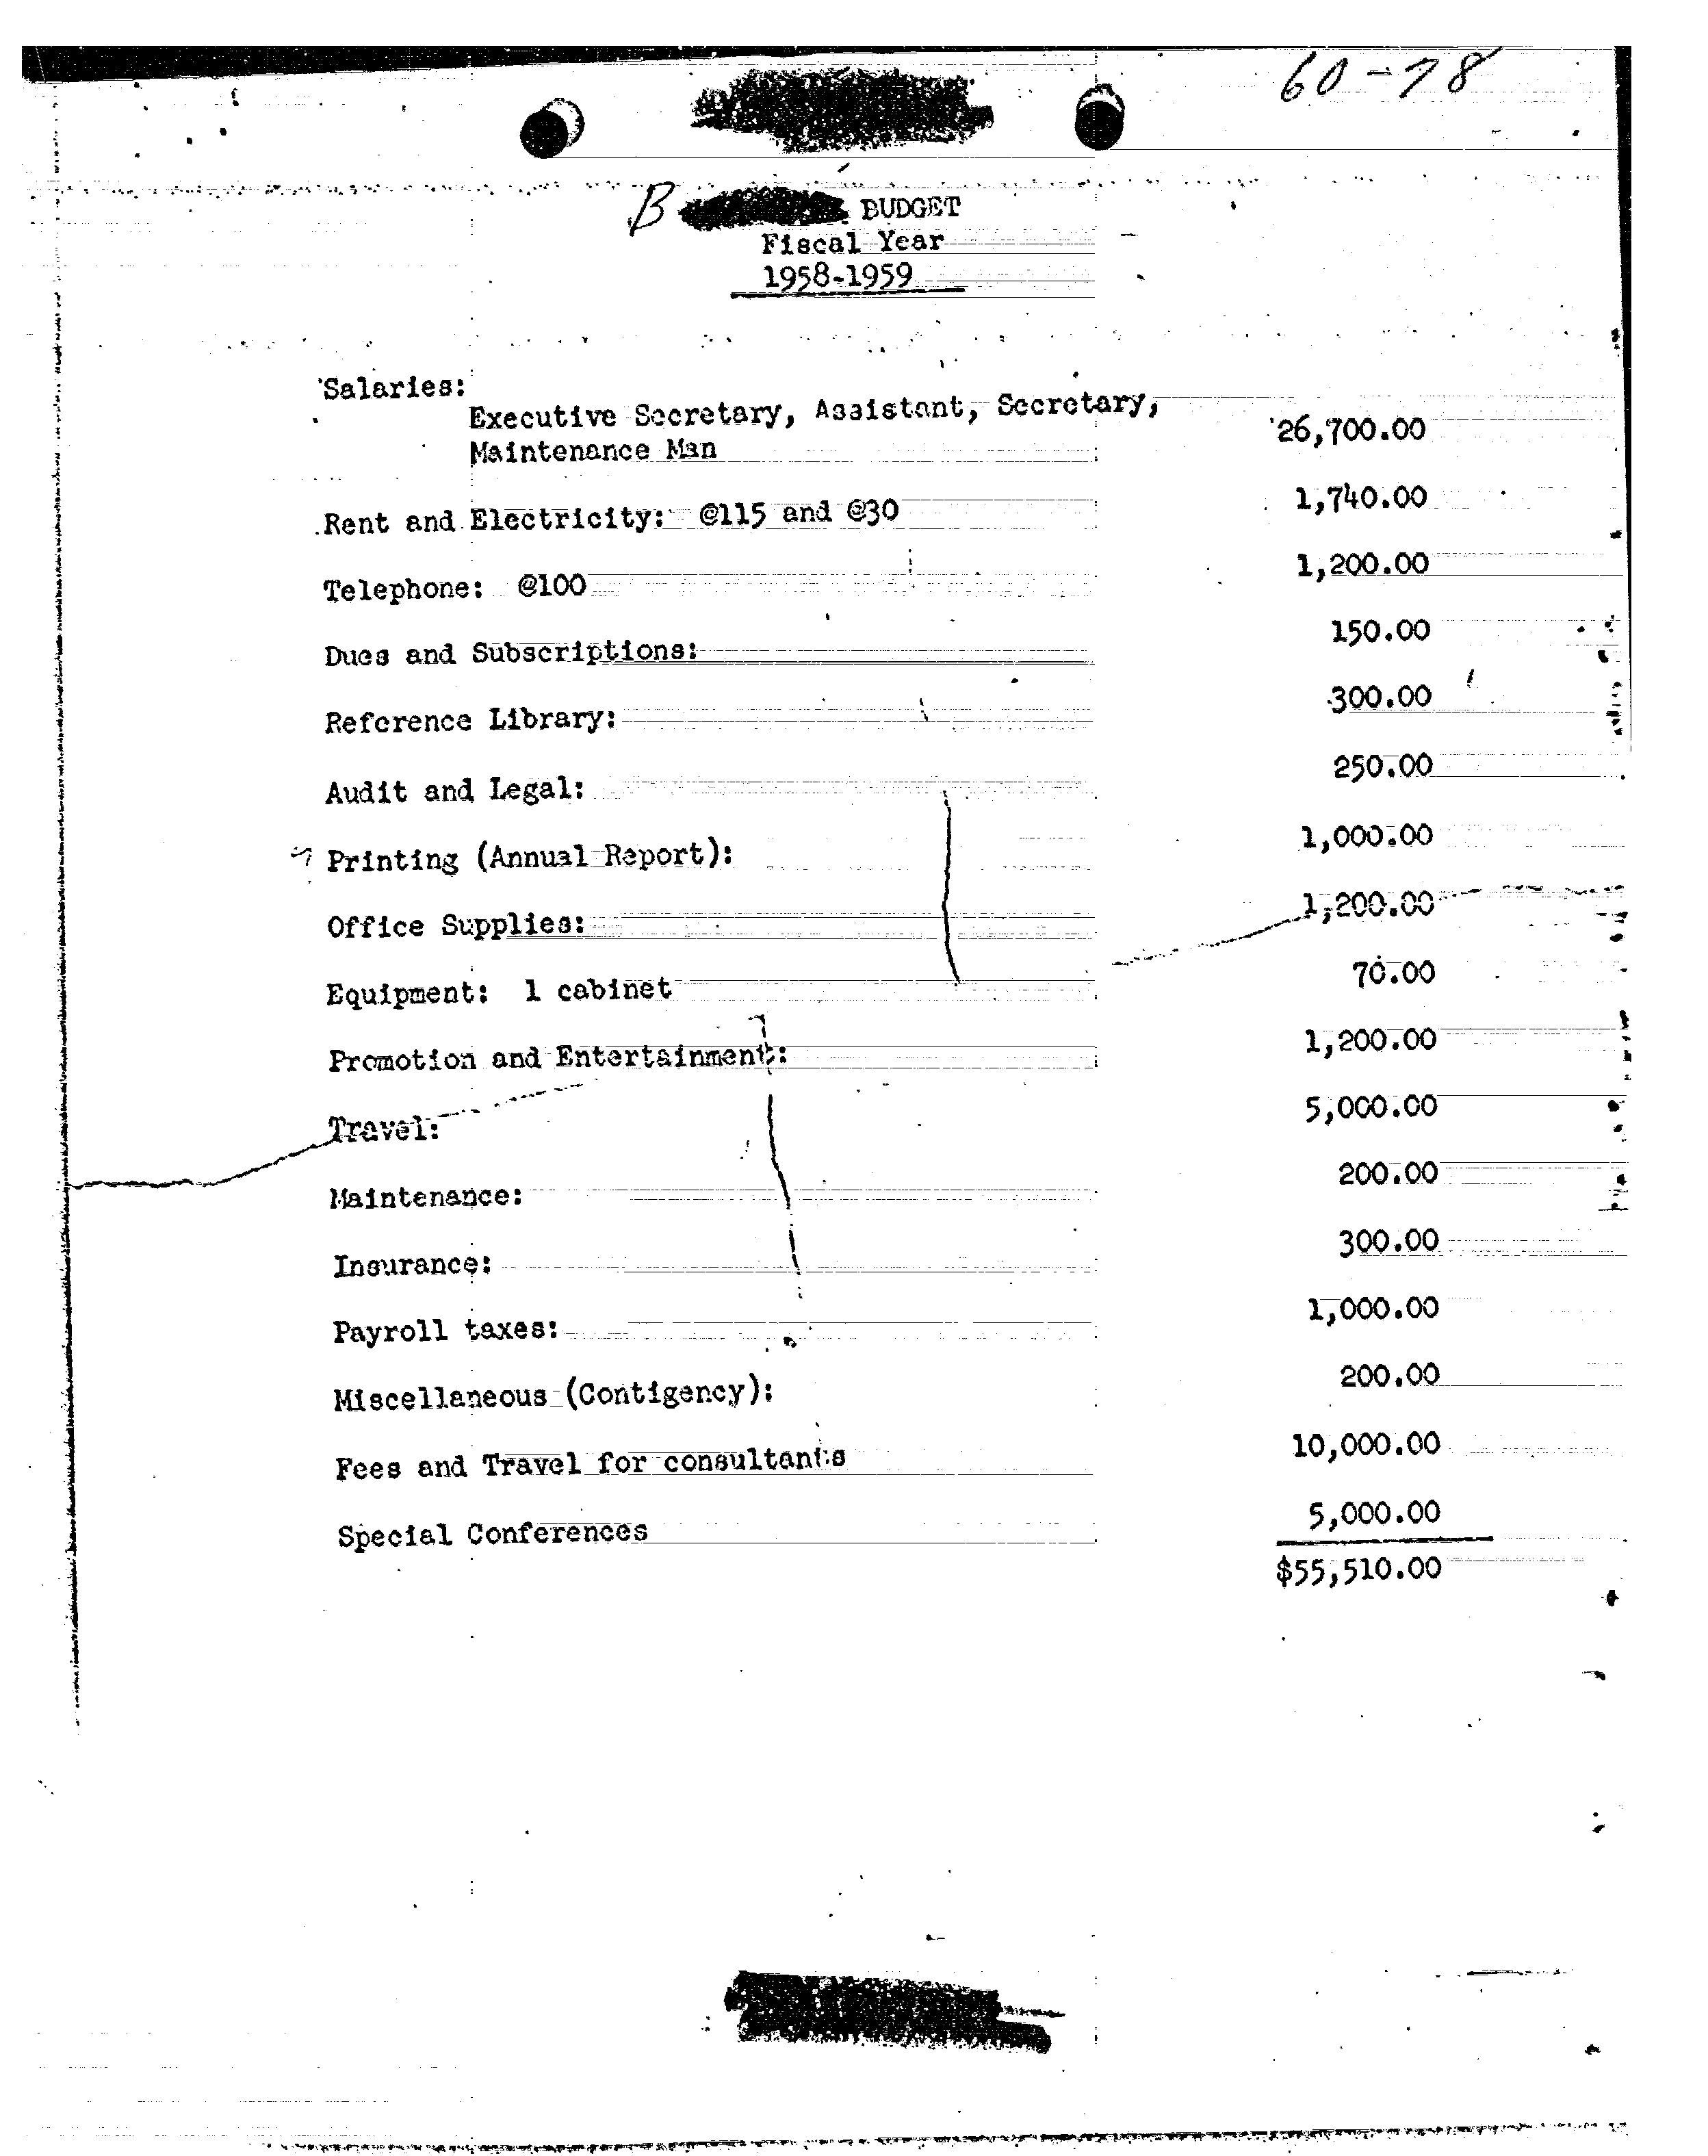 60-78
B BUDGET
Fiscal Year
1958-1959
Salaries:
Executive Secretary, Assistant, Secretary,
Maintenance Man 26,700.00
Rent and Electricity: @115 and @30 1,740.00
Telephone: @100 1,200.00
Dues and Subscriptions: 150.00
Reference Library: 300.00
Audit and Legal: 250.00
Printing (Annual Report): 1,000.00
Office Supplies: 1,200.00
Equipment: 1 cabinet 70.00
Promotion and Entertainment: 1,200.00
Travel: 5,000.00
Maintenance: 200.00
Insurance: 300.00
Payroll taxes: 1,000.00
Miscellaneous (Contigency): 200.00
Fees and Travel for consultants 10,000.00
Special Conferences 5,000.00
$55,510.00